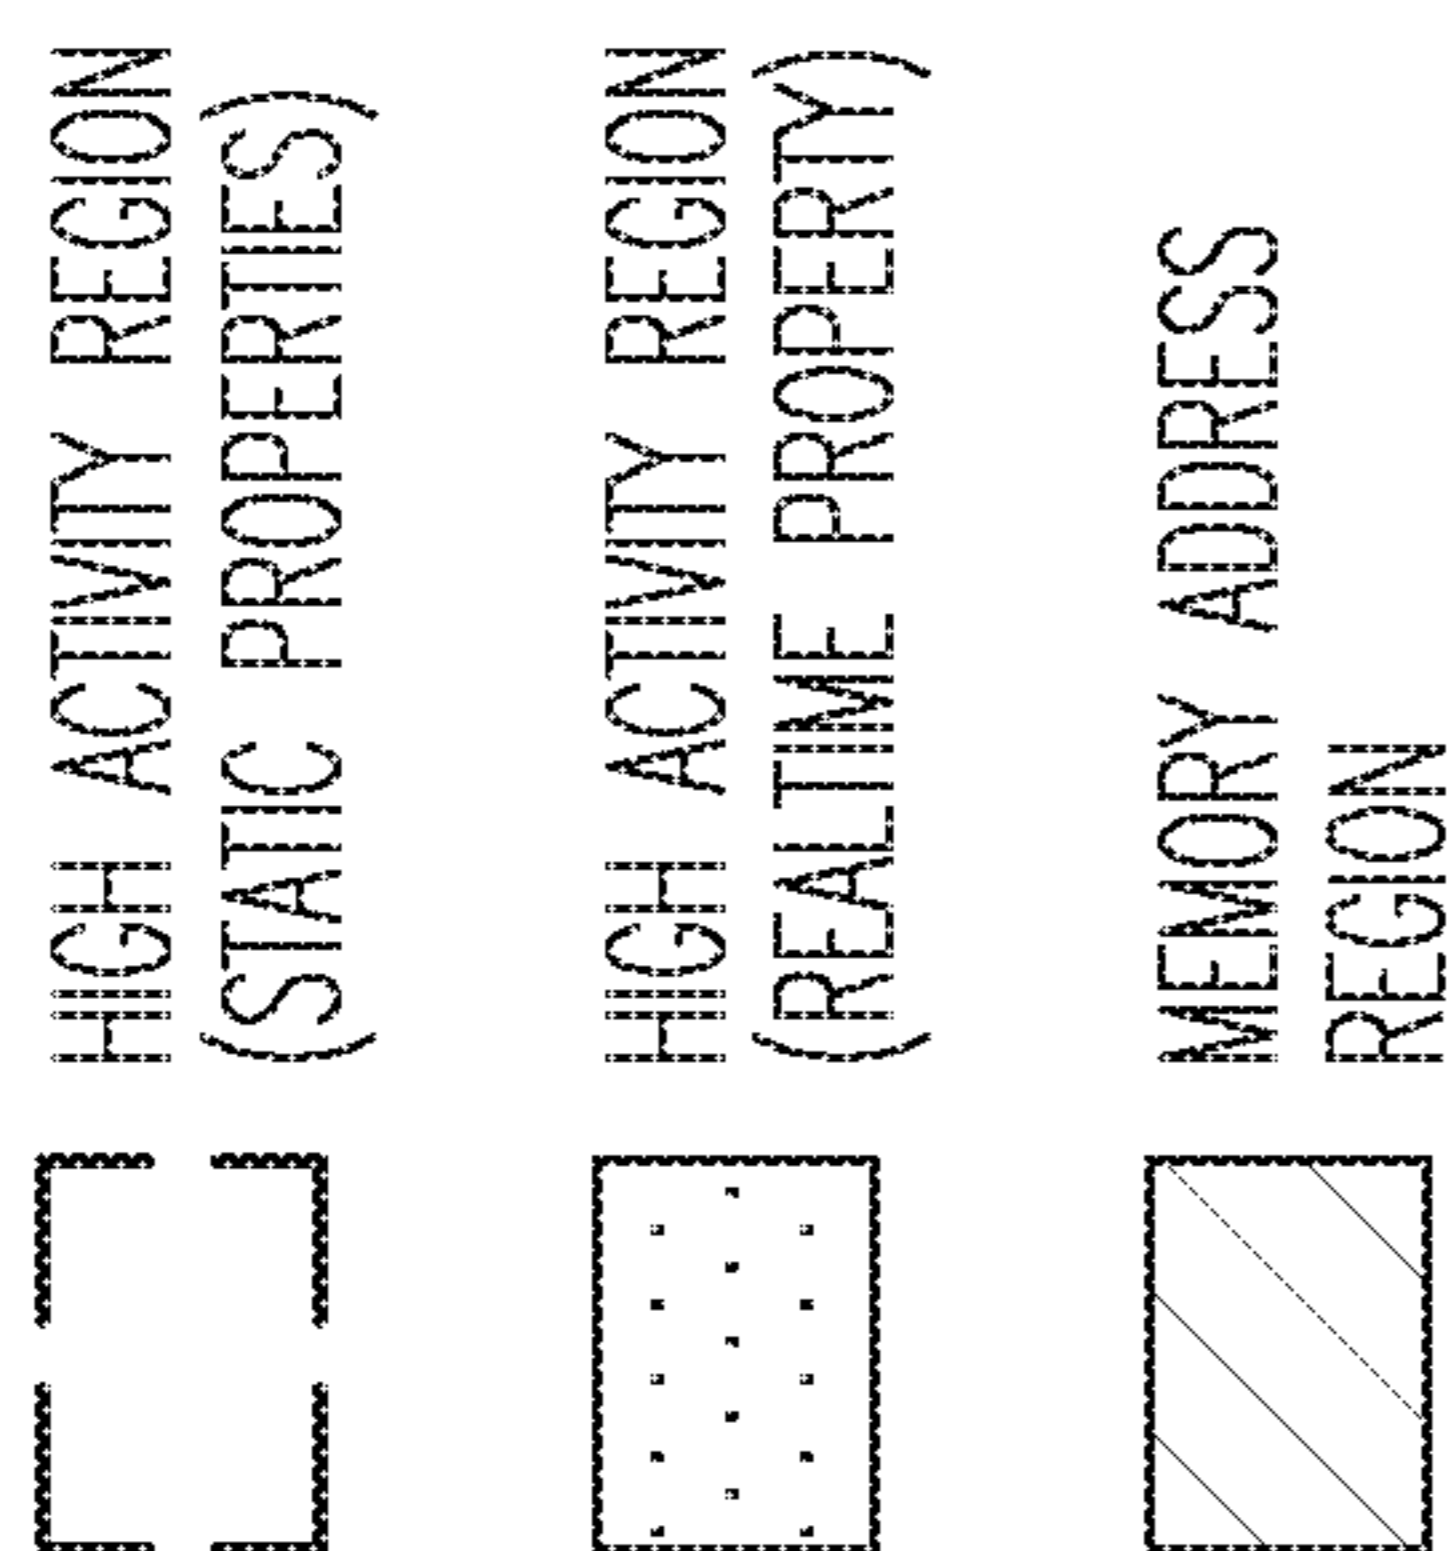 HIGH ACTIVITY REGION
(STATIC PROPERTIES)
HIGH ACTIVITY REGION
(REALTIME PROPERTY)
MEMORY ADDRESS
REGION